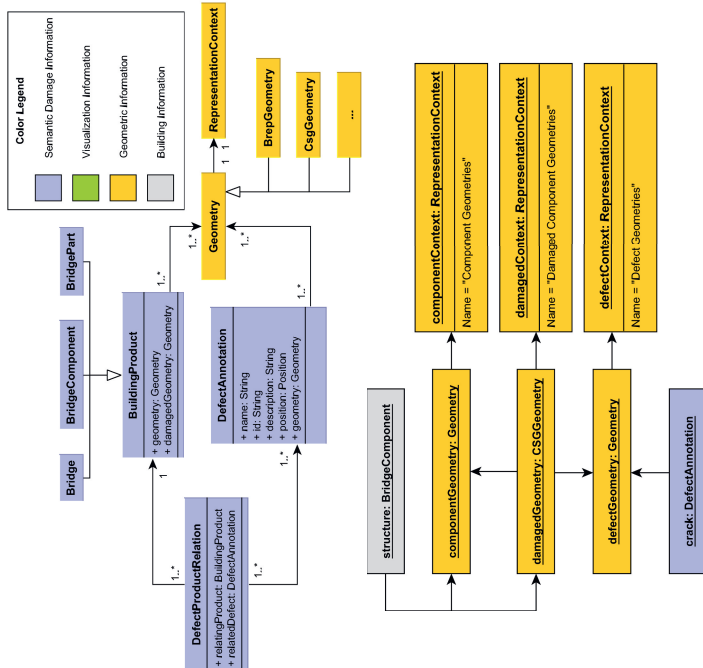 Color Legend
Semantic Damage Information
Visualization Information
Geometric Information
Building Information
Bridge
BridgeComponent
BridgePart
BuildingProduct
+ geometry: Geometry
+ damagedGeometry: Geometry
DefectProductRelation
+ relatingProduct: BuildingProduct
+ relatedDefect: DefectAnnotation
1..*
1
1..*
1..*
DefectAnnotation
+ name: String
+ id: String
+ description: String
+ position: Position
+ geometry: Geometry
1..*
1..*
1..*
1..*
Geometry
1
1
RepresentationContext
BrepGeometry
CsgGeometry
...
structure: BridgeComponent
componentGeometry: Geometry
damagedGeometry: CSGGeometry
defectGeometry: Geometry
crack: DefectAnnotation
componentContext: RepresentationContext
Name = "Component Geometries"
damagedContext: RepresentationContext
Name = "Damaged Component Geometries"
defectContext: RepresentationContext
Name = "Defect Geometries"